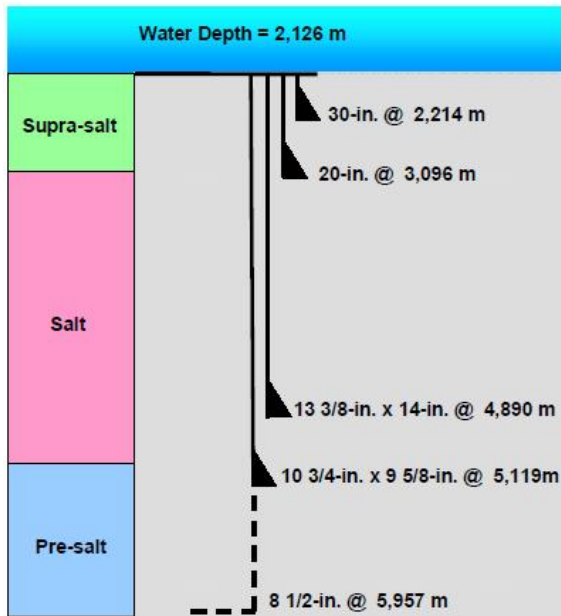 Water Depth = 2,126 m
Supra-salt
30-in. @ 2,214 m
20-in. @ 3,096 m
Salt
13 3/8-in. x 14-in. @ 4,890 m
10 3/4-in. x 9 5/8-in. @ 5,119m
Pre-salt
8 1/2-in. @ 5,957 m